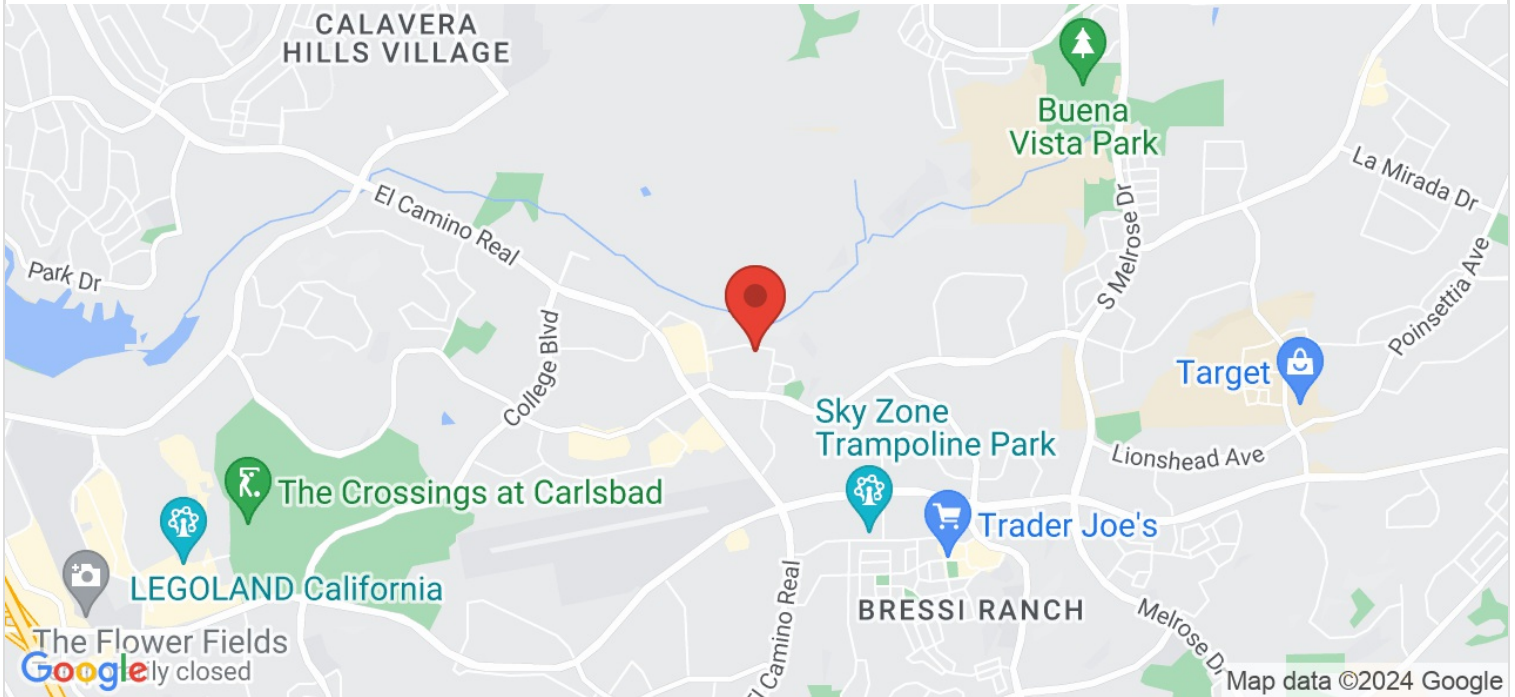 CALAVERA
HILLS VILLAGE
Buena
Vista Park
La Mirada Dr
El Camino Real
S Melrose Dr
Park Dr
Poinsettia Ave
College Blvd
Target
Sky Zone
Trampoline Park
Lionshead Ave
The Crossings at Carlsbad
Trader Joe's
LEGOLAND California
El Camino Real
BRESSI RANCH
Melrose Dr
The Flower Fields
Google
ily closed
Map data ©2024 Google